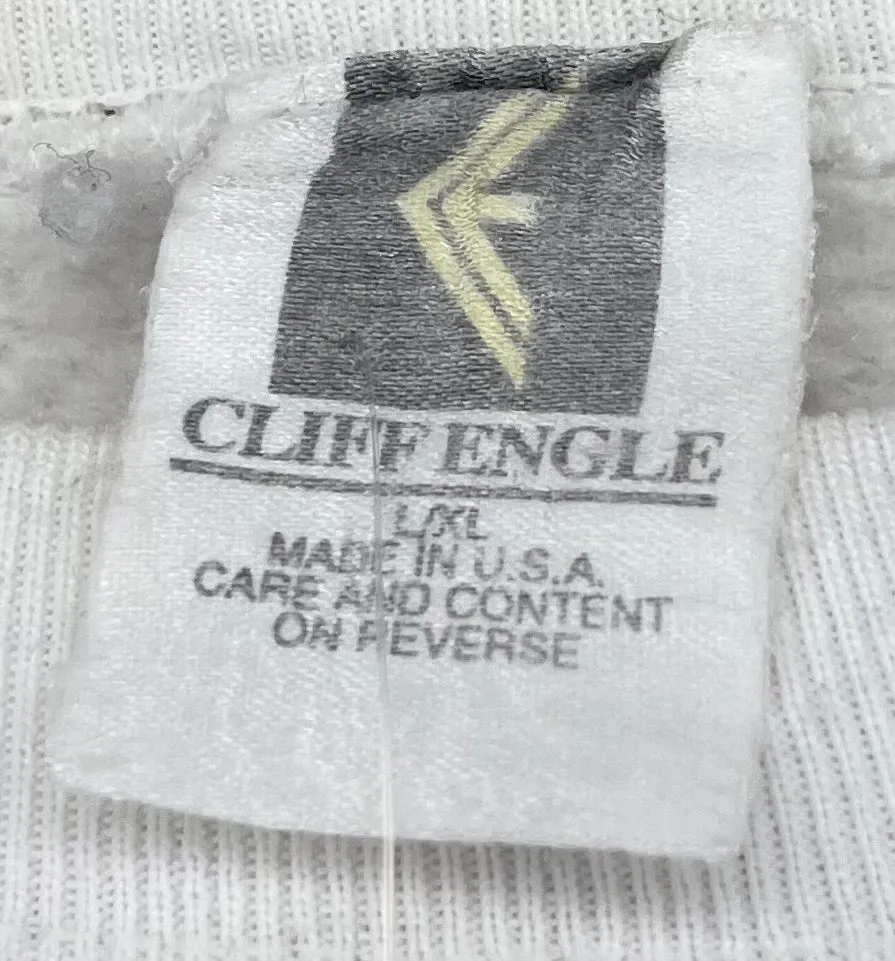 CLIFF ENGLE
L/XL
MADE IN U.S.A.
CARE AND CONTENT
ON REVERSE